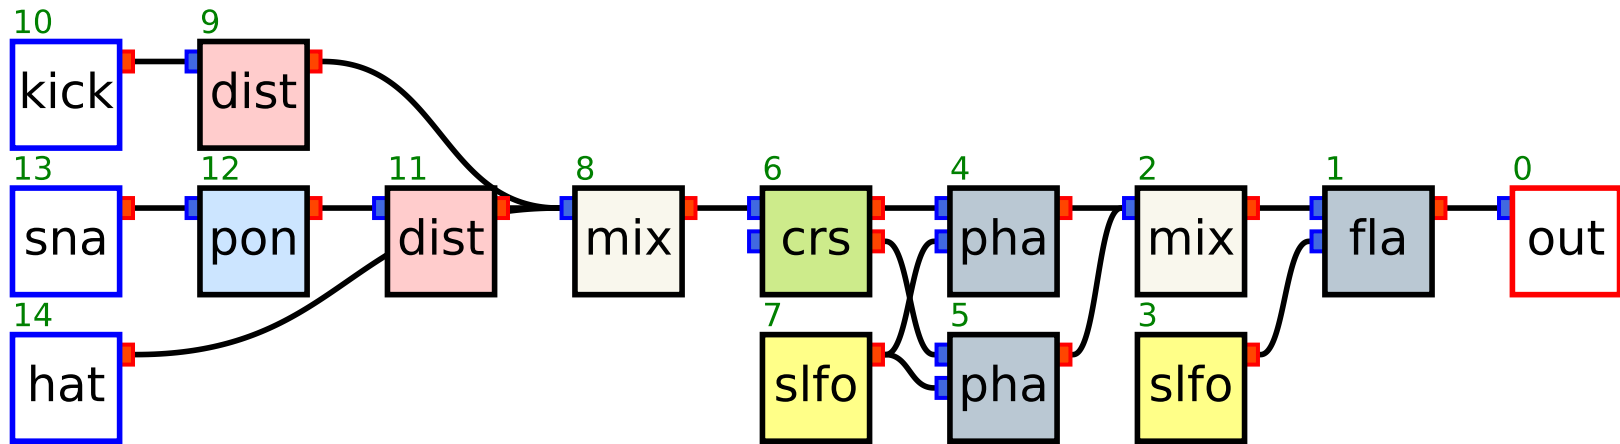 10 9
kick dist
13 12 11 8 6 4 2 1 0
sna pon dist mix crs pha mix fla out
14 7 5 3
hat slfo pha slfo